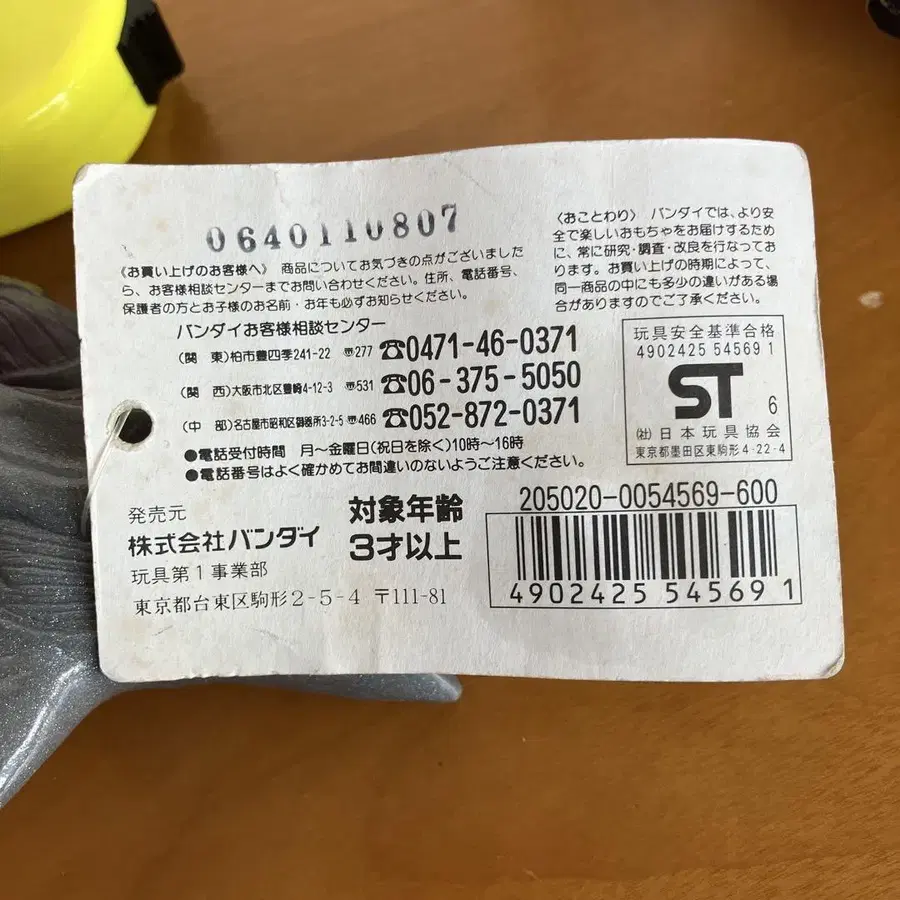 0640110807
〈お買い上げのお客様へ〉 商品についてお気づきの点がございました
ら、お客様相談センターまでお問い合わせください。住所、電話番号、
保護者の方とお子様のお名前・お年も必ずお知らせください。
〈おことわり〉 バンダイでは、より安
全で楽しいおもちゃをお届けするため
に、常に研究・調査・改良を行なってお
ります。お買い上げの時期によって、
同一商品の中にも多少の違いがある場
合がありますのでご了承ください。
バンダイお客様相談センター
(関 東)柏市豊四季241-22 〠277 ☎0471-46-0371
(関 西)大阪市北区豊崎4-12-3 〠531 ☎06-375-5050
(中 部)名古屋市昭和区御器所3-2-5 〠466 ☎052-872-0371
●電話受付時間 月〜金曜日(祝日を除く)10時〜16時
●電話番号はよく確かめてお間違いのないようご注意ください。
玩具安全基準合格
4902425 54569 1
ST 6
(社)日本玩具協会
東京都墨田区東駒形4-22-4
発売元
株式会社バンダイ
玩具第1事業部
東京都台東区駒形2-5-4 〒111-81
対象年齢
3才以上
205020-0054569-600
4902425 545691